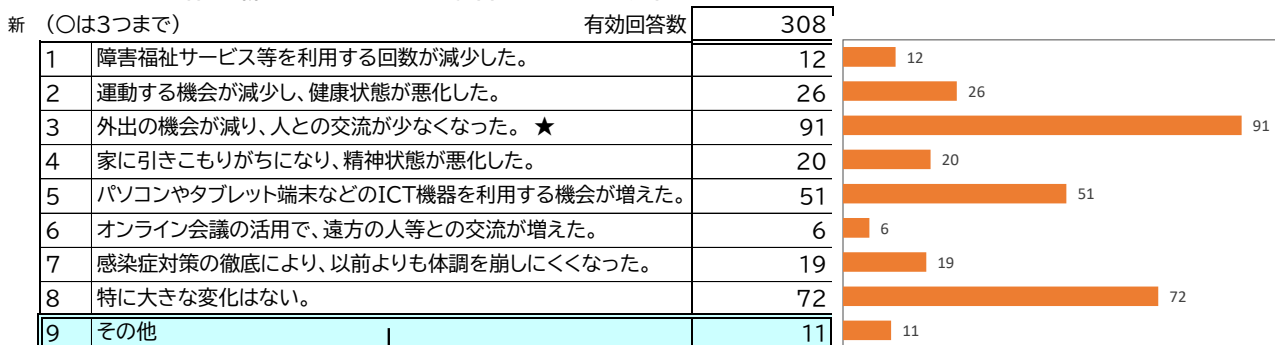 新 (〇は3つまで) 有効回答数 308
1 障害福祉サービス等を利用する回数が減少した。 12 12
2 運動する機会が減少し、健康状態が悪化した。 26 26
3 外出の機会が減り、人との交流が少なくなった。 ★ 91 91
4 家に引きこもりがちになり、精神状態が悪化した。 20 20
5 パソコンやタブレット端末などのICT機器を利用する機会が増えた。 51 51
6 オンライン会議の活用で、遠方の人等との交流が増えた。 6 6
7 感染症対策の徹底により、以前よりも体調を崩しにくくなった。 19 19
8 特に大きな変化はない。 72 72
9 その他 11 11